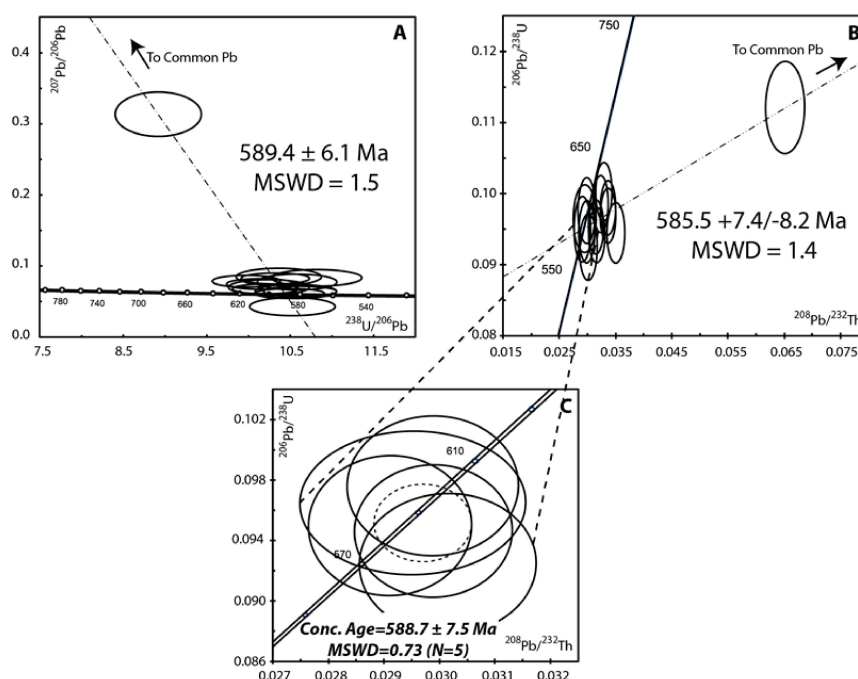 A
²⁰⁷Pb/²⁰⁶Pb
0.4
0.3
0.2
0.1
0.0
To Common Pb
589.4 ± 6.1 Ma
MSWD = 1.5
780
740
700
660
620
580
540
²³⁸U/²⁰⁶Pb
7.5
8.5
9.5
10.5
11.5
B
²⁰⁶Pb/²³⁸U
0.12
0.11
0.10
0.09
0.08
750
650
550
To Common Pb
585.5 +7.4/-8.2 Ma
MSWD = 1.4
²⁰⁸Pb/²³²Th
0.015
0.025
0.035
0.045
0.055
0.065
0.075
C
²⁰⁶Pb/²³⁸U
0.102
0.098
0.094
0.090
0.086
610
570
Conc. Age=588.7 ± 7.5 Ma
MSWD=0.73 (N=5)
²⁰⁸Pb/²³²Th
0.027
0.028
0.029
0.030
0.031
0.032